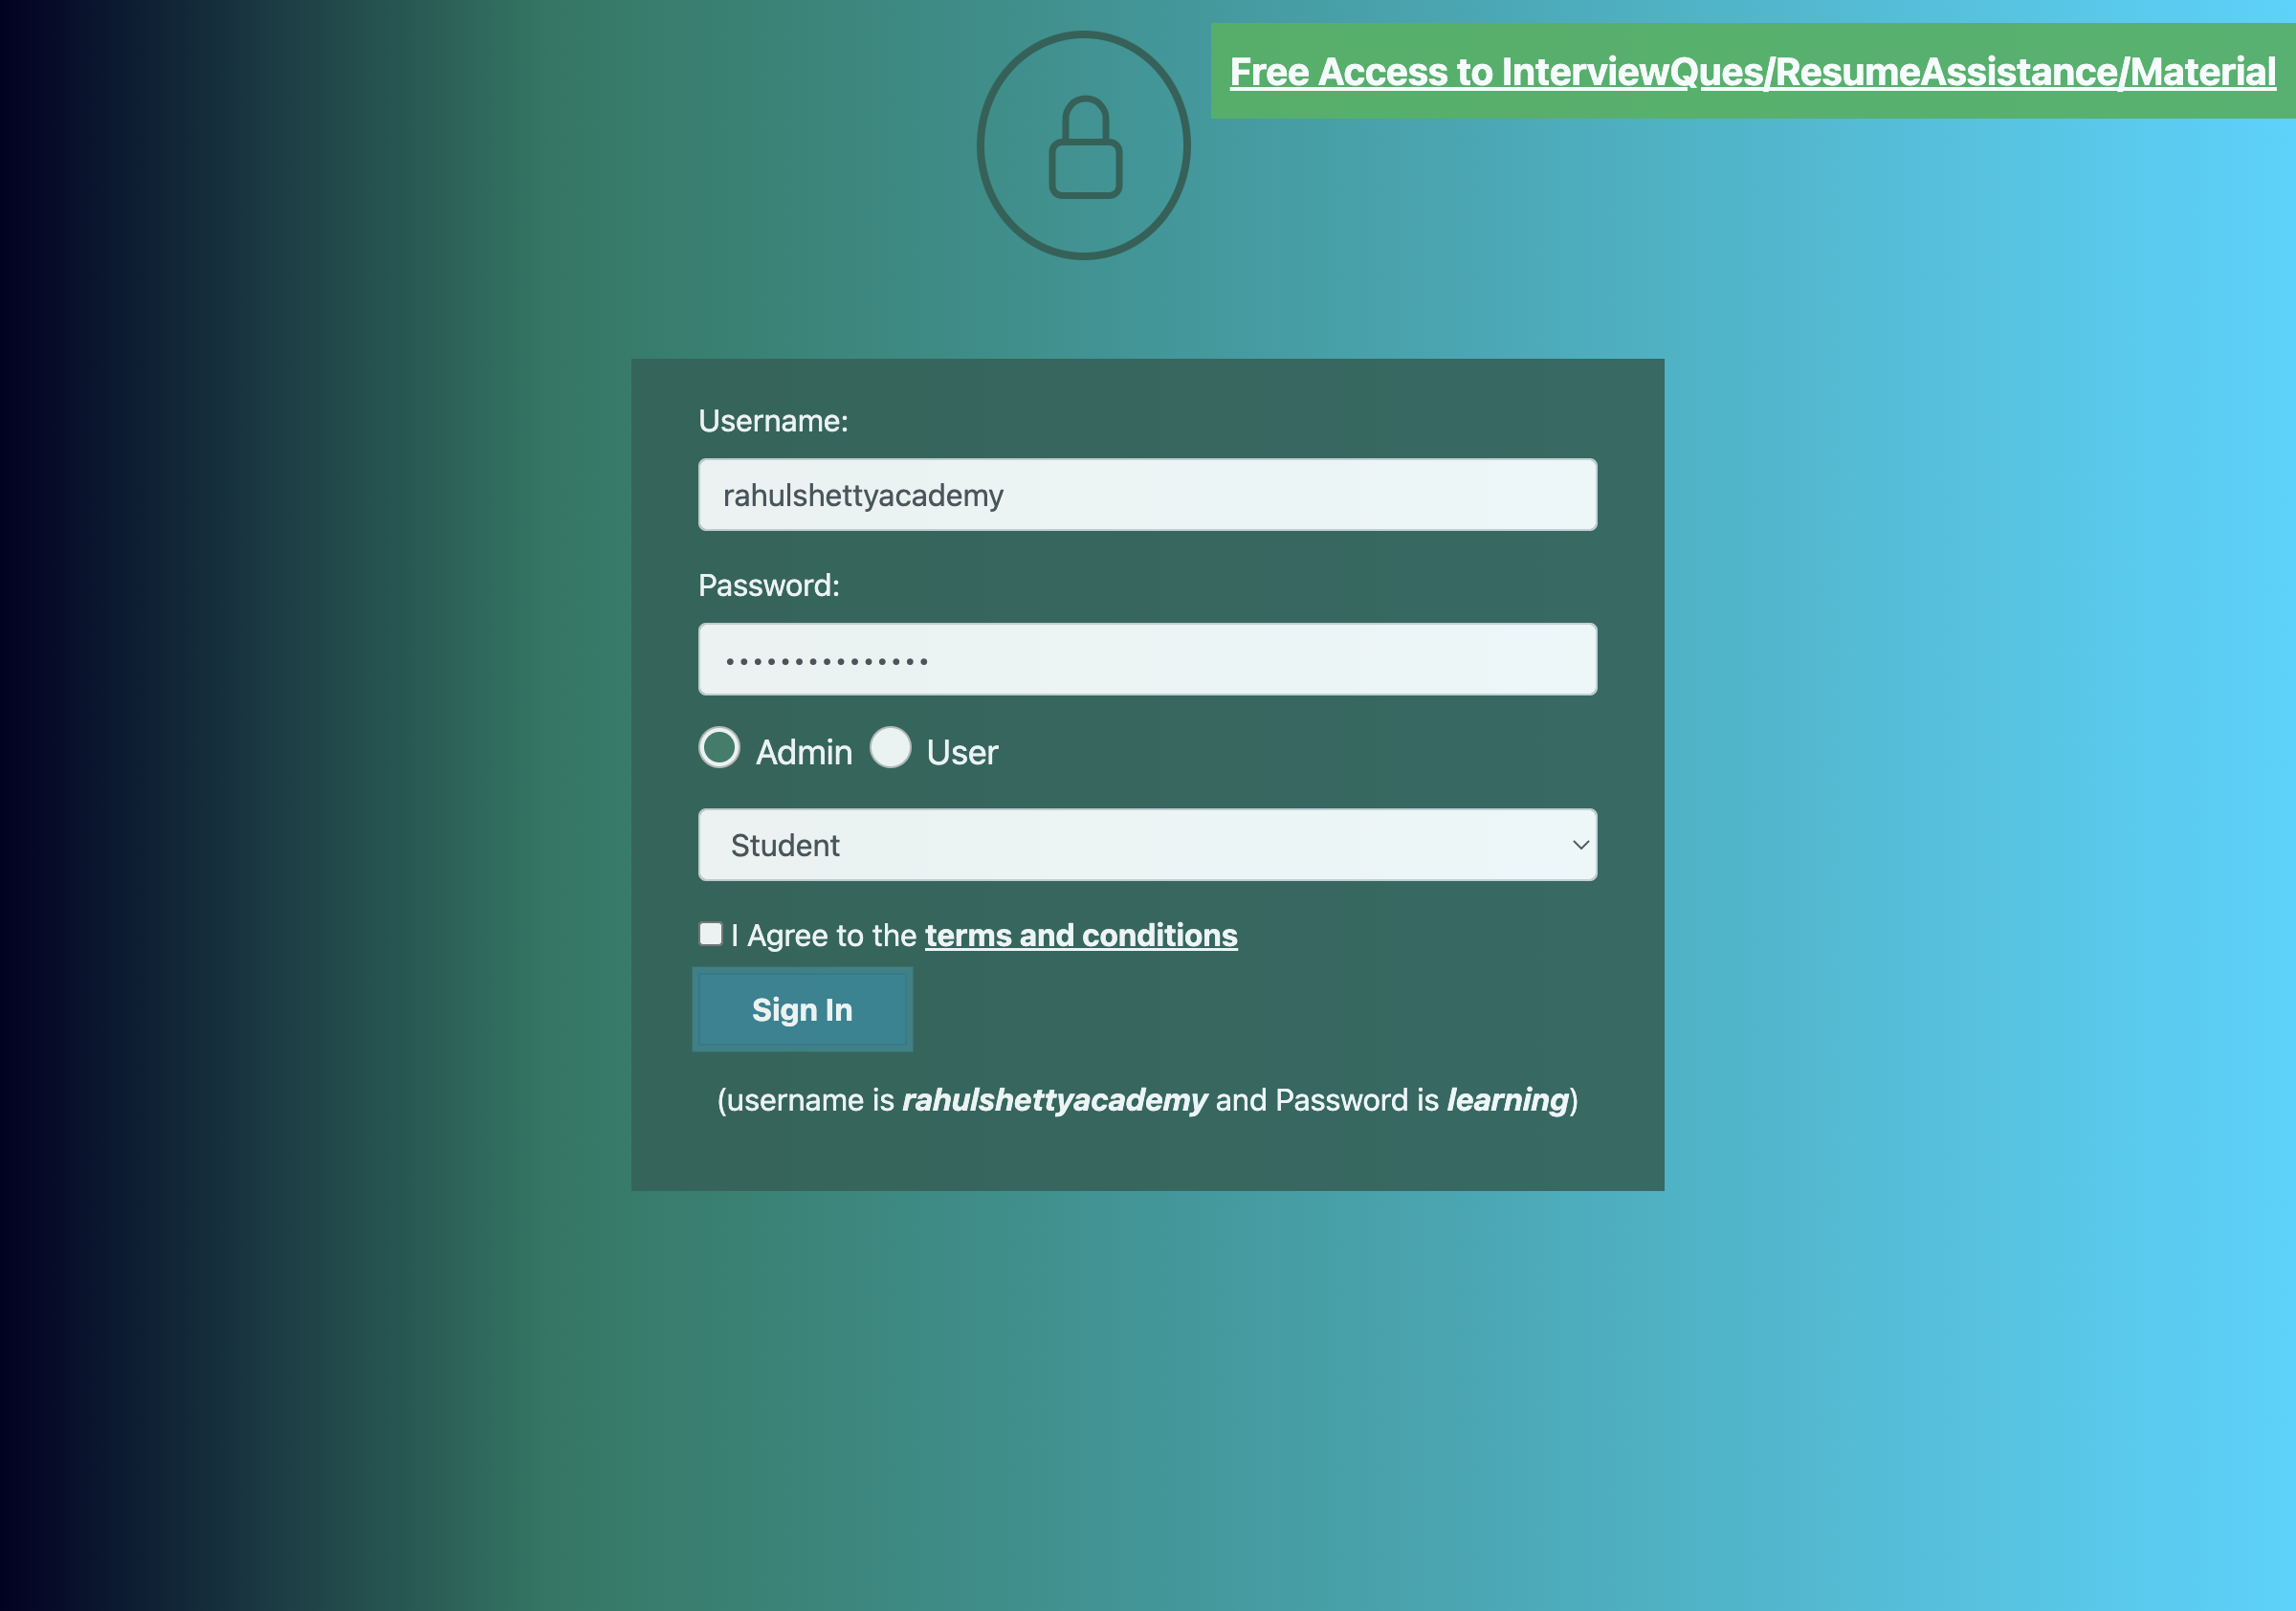 Free Access to InterviewQues/ResumeAssistance/Material
Username:
rahulshettyacademy
Password:
•••••••••••••••
Admin User
Student
I Agree to the terms and conditions
Sign In
(username is rahulshettyacademy and Password is learning)